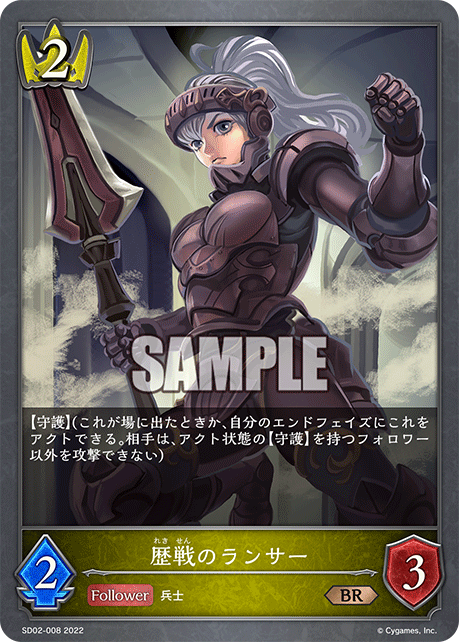 2
SAMPLE
【守護】(これが場に出たときか、自分のエンドフェイズにこれを
アクトできる。相手は、アクト状態の【守護】を持つフォロワー
以外を攻撃できない)
れき せん
歴戦のランサー
2
Follower 兵士
BR
3
SD02-008 2022
© Cygames, Inc.